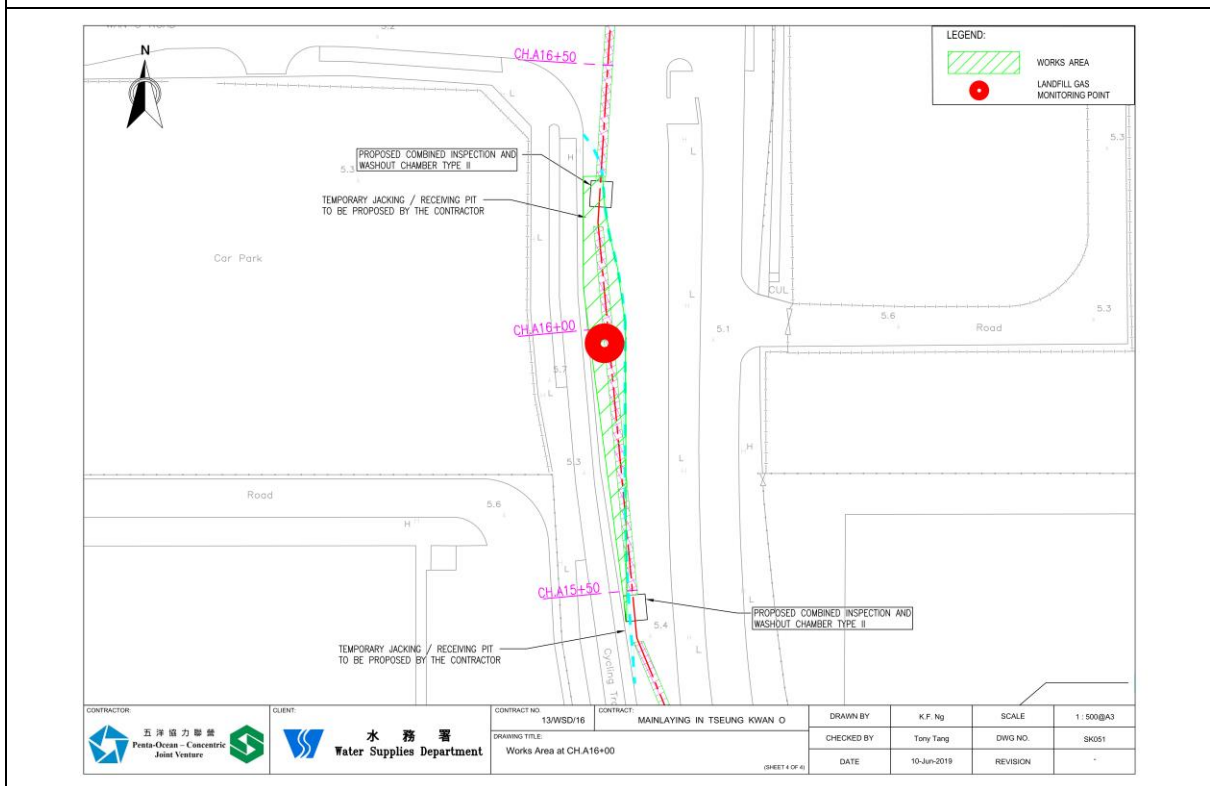 5.2
N
CH.A16+50
LEGEND:
WORKS AREA
LANDFILL GAS
MONITORING POINT
L
L
5.3
H
L
PROPOSED COMBINED INSPECTION AND
WASHOUT CHAMBER TYPE II
5.3
TEMPORARY JACKING / RECEIVING PIT
TO BE PROPOSED BY THE CONTRACTOR
L
Car Park
CUL
L
5.3
5.6
CH.A16+00
5.1
Road
5.7
L
H
5.3
L
Road
5.6
H
L
CH.A15+50
L
PROPOSED COMBINED INSPECTION AND
WASHOUT CHAMBER TYPE II
5.4
TEMPORARY JACKING / RECEIVING PIT
TO BE PROPOSED BY THE CONTRACTOR
L
Cycling
CONTRACTOR:
五洋協力聯營
Penta-Ocean – Concentric
Joint Venture
CLIENT:
水務署
Water Supplies Department
CONTRACT NO.
13/WSD/16
CONTRACT:
MAINLAYING IN TSEUNG KWAN O
DRAWING TITLE:
Works Area at CH.A16+00
(SHEET 4 OF 4)
DRAWN BY
K.F. Ng
SCALE
1 : 500@A3
CHECKED BY
Tony Tang
DWG NO.
SK051
DATE
10-Jun-2019
REVISION
-